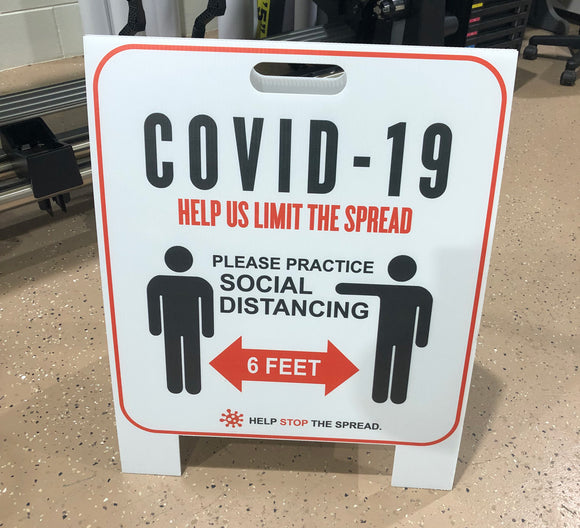 COVID-19
HELP US LIMIT THE SPREAD
PLEASE PRACTICE
SOCIAL
DISTANCING
6 FEET
HELP STOP THE SPREAD.